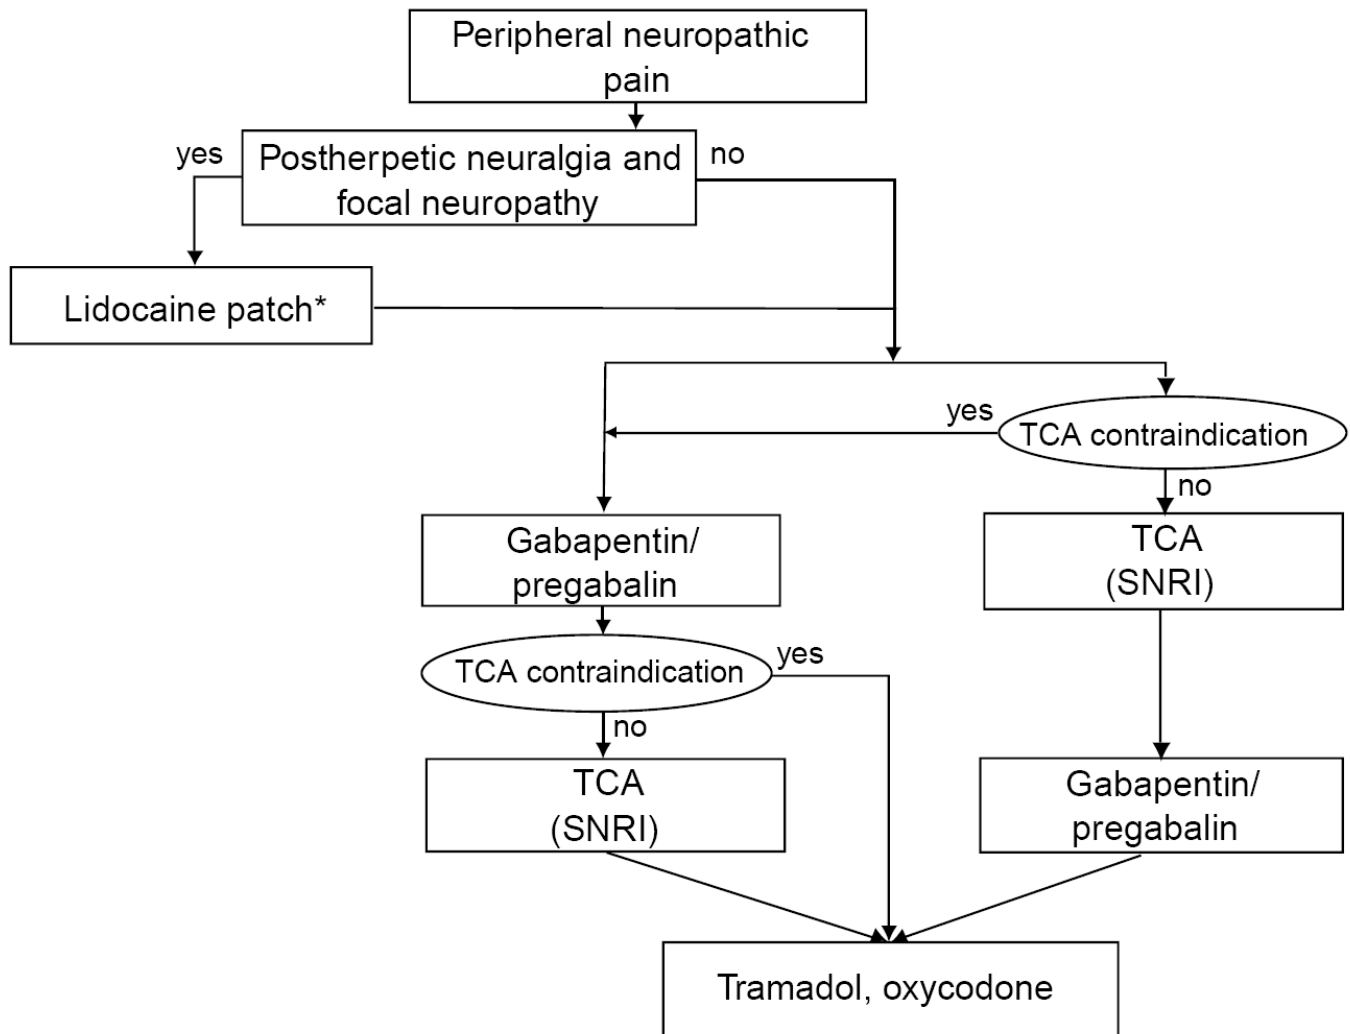 Peripheral neuropathic
pain
yes
Postherpetic neuralgia and
focal neuropathy
no
Lidocaine patch*
yes
TCA contraindication
no
Gabapentin/
pregabalin
TCA
(SNRI)
TCA contraindication
yes
no
TCA
(SNRI)
Gabapentin/
pregabalin
Tramadol, oxycodone